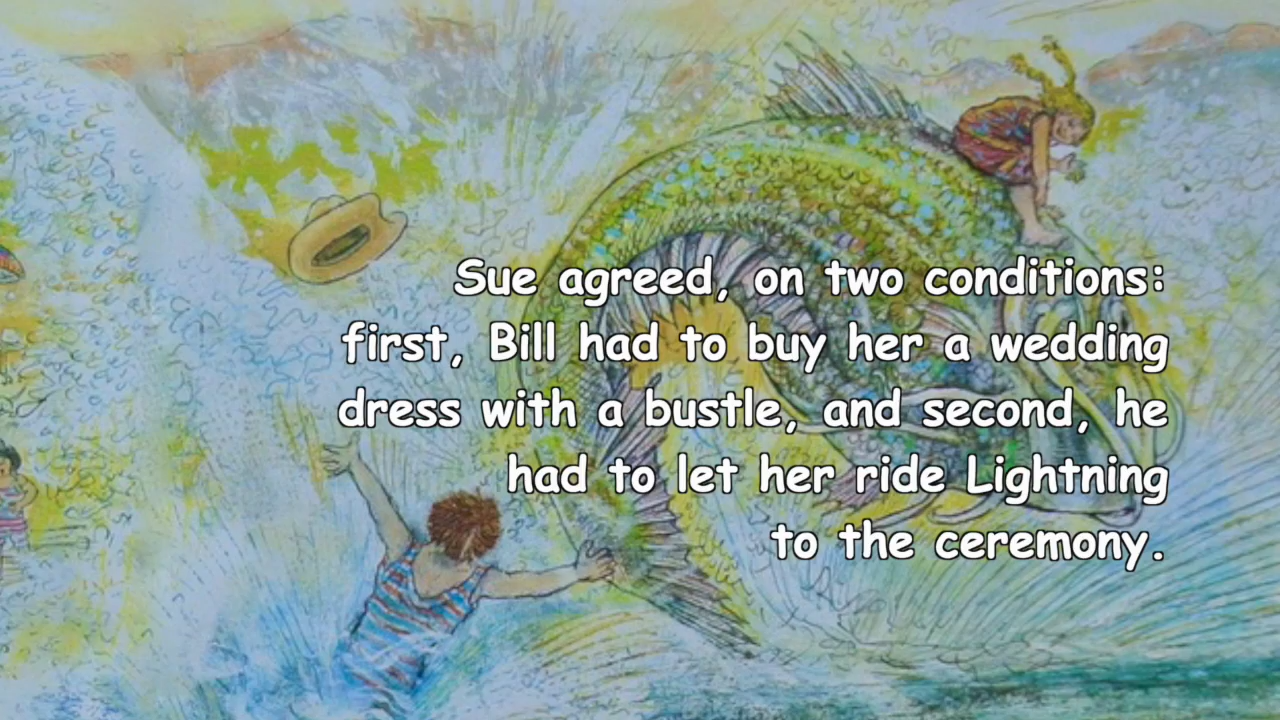 Sue agreed, on two conditions:
first, Bill had to buy her a wedding
dress with a bustle, and second, he
had to let her ride Lightning
to the ceremony.